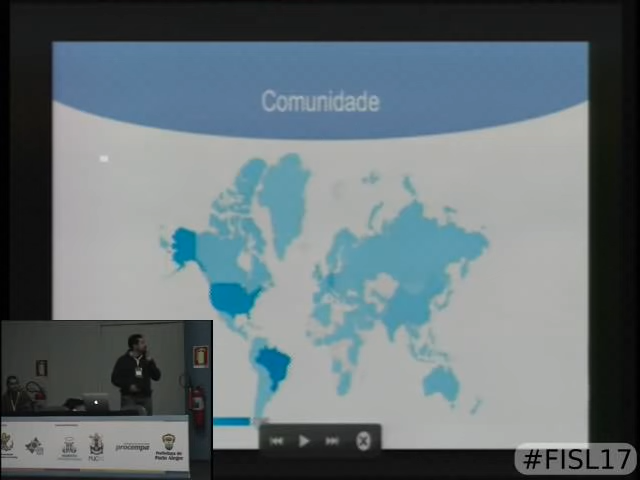 Comunidade
procempa
Prefeitura de
Porto Alegre
#FISL17